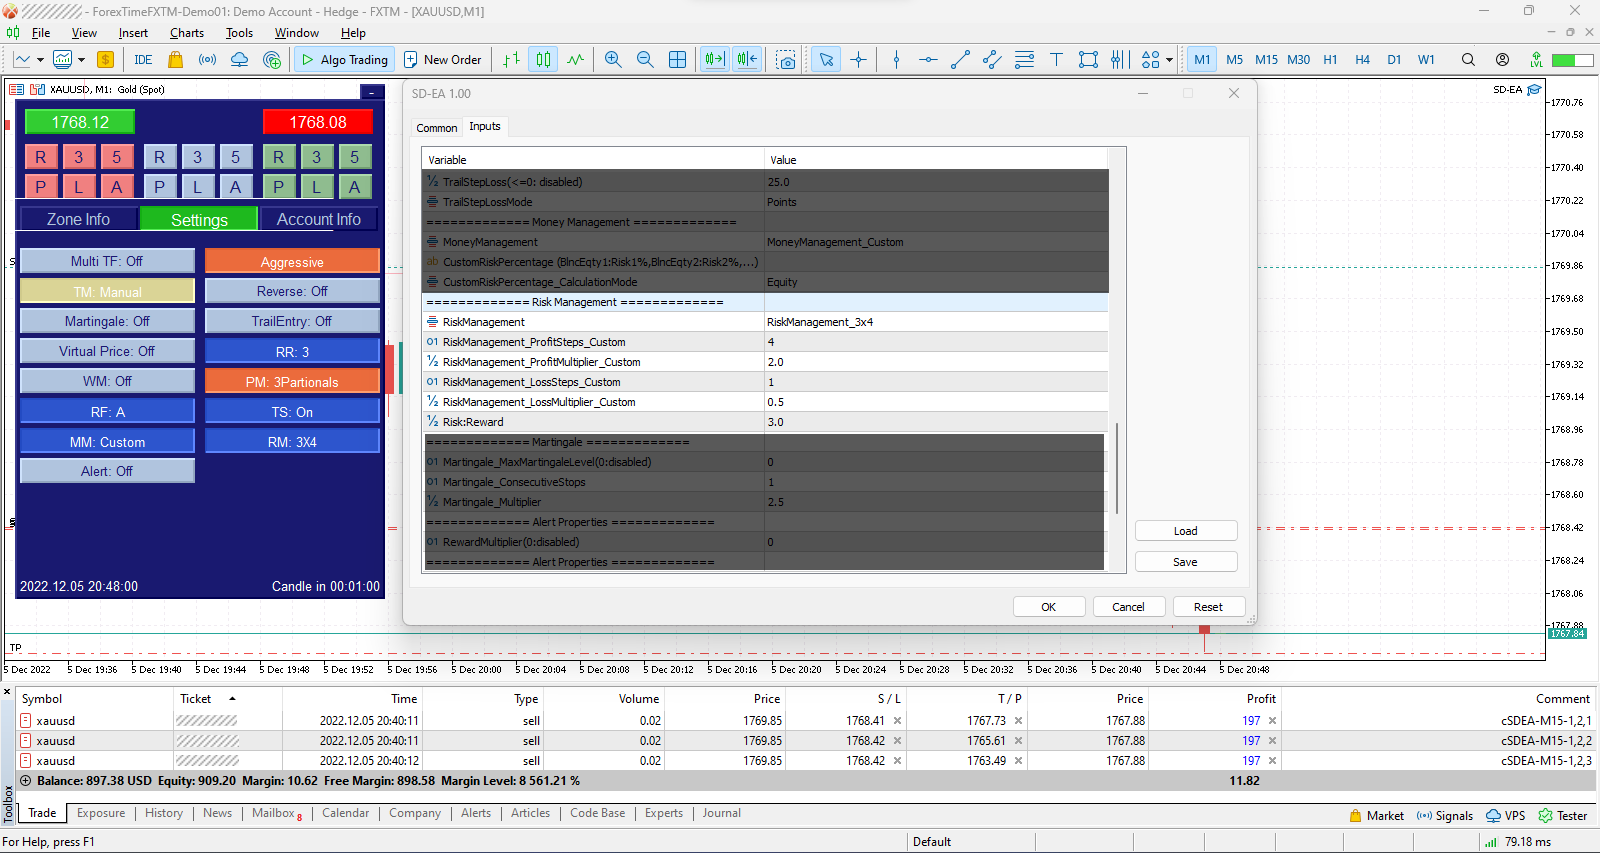 - ForexTimeFXTM-Demo01: Demo Account - Hedge - FXTM - [XAUUSD,M1]
File View Insert Charts Tools Window Help
IDE Algo Trading New Order M1 M5 M15 M30 H1 H4 D1 W1 LVL
XAUUSD, M1: Gold (Spot)
SD-EA
1768.12 1768.08
R 3 5 R 3 5 R 3 5
P L A P L A P L A
Zone Info Settings Account Info
Multi TF: Off Aggressive
TM: Manual Reverse: Off
Martingale: Off TrailEntry: Off
Virtual Price: Off RR: 3
WM: Off PM: 3Partionals
RF: A TS: On
MM: Custom RM: 3X4
Alert: Off
2022.12.05 20:48:00 Candle in 00:01:00
SD-EA 1.00
Common Inputs
Variable Value
TrailStepLoss(<=0: disabled) 25.0
TrailStepLossMode Points
============= Money Management =============
MoneyManagement MoneyManagement_Custom
ab CustomRiskPercentage (BlncEqty1:Risk1%,BlncEqty2:Risk2%,...)
CustomRiskPercentage_CalculationMode Equity
============= Risk Management =============
RiskManagement RiskManagement_3x4
01 RiskManagement_ProfitSteps_Custom 4
½ RiskManagement_ProfitMultiplier_Custom 2.0
01 RiskManagement_LossSteps_Custom 1
½ RiskManagement_LossMultiplier_Custom 0.5
½ Risk:Reward 3.0
============= Martingale =============
01 Martingale_MaxMartingaleLevel(0:disabled) 0
01 Martingale_ConsecutiveStops 1
½ Martingale_Multiplier 2.5
============= Alert Properties =============
01 RewardMultiplier(0:disabled) 0
============= Alert Properties =============
Load
Save
OK Cancel Reset
1770.76
1770.58
1770.40
1770.22
1770.04
1769.86
1769.68
1769.50
1769.32
1769.14
1768.96
1768.78
1768.60
1768.42
1768.24
1768.06
1767.88
1767.84
TP
5 Dec 2022 5 Dec 19:36 5 Dec 19:40 5 Dec 19:44 5 Dec 19:48 5 Dec 19:52 5 Dec 19:56 5 Dec 20:00 5 Dec 20:04 5 Dec 20:08 5 Dec 20:12 5 Dec 20:16 5 Dec 20:20 5 Dec 20:24 5 Dec 20:28 5 Dec 20:32 5 Dec 20:36 5 Dec 20:40 5 Dec 20:44 5 Dec 20:48
Symbol Ticket Time Type Volume Price S / L T / P Price Profit Comment
xauusd 2022.12.05 20:40:11 sell 0.02 1769.85 1768.41 1767.73 1767.88 197 cSDEA-M15-1,2,1
xauusd 2022.12.05 20:40:11 sell 0.02 1769.85 1768.42 1765.61 1767.88 197 cSDEA-M15-1,2,2
xauusd 2022.12.05 20:40:12 sell 0.02 1769.85 1768.42 1763.49 1767.88 197 cSDEA-M15-1,2,3
Balance: 897.38 USD Equity: 909.20 Margin: 10.62 Free Margin: 898.58 Margin Level: 8 561.21 % 11.82
Toolbox
Trade Exposure History News Mailbox 8 Calendar Company Alerts Articles Code Base Experts Journal
Market Signals VPS Tester
For Help, press F1 Default 79.18 ms